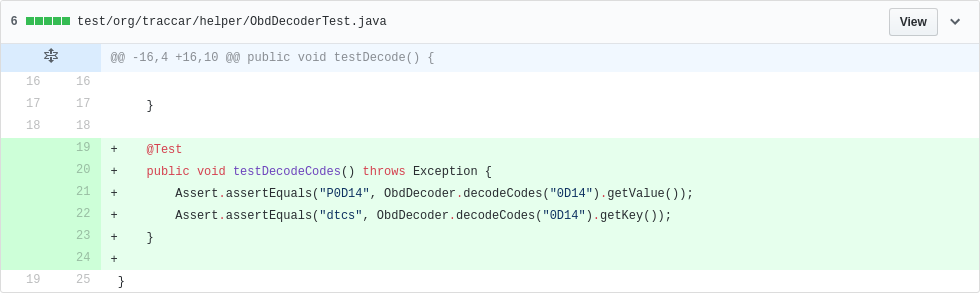 6 test/org/traccar/helper/ObdDecoderTest.java View
@@ -16,4 +16,10 @@ public void testDecode() {
16 16
17 17 }
18 18
19 + @Test
20 + public void testDecodeCodes() throws Exception {
21 + Assert.assertEquals("P0D14", ObdDecoder.decodeCodes("0D14").getValue());
22 + Assert.assertEquals("dtcs", ObdDecoder.decodeCodes("0D14").getKey());
23 + }
24 +
19 25 }